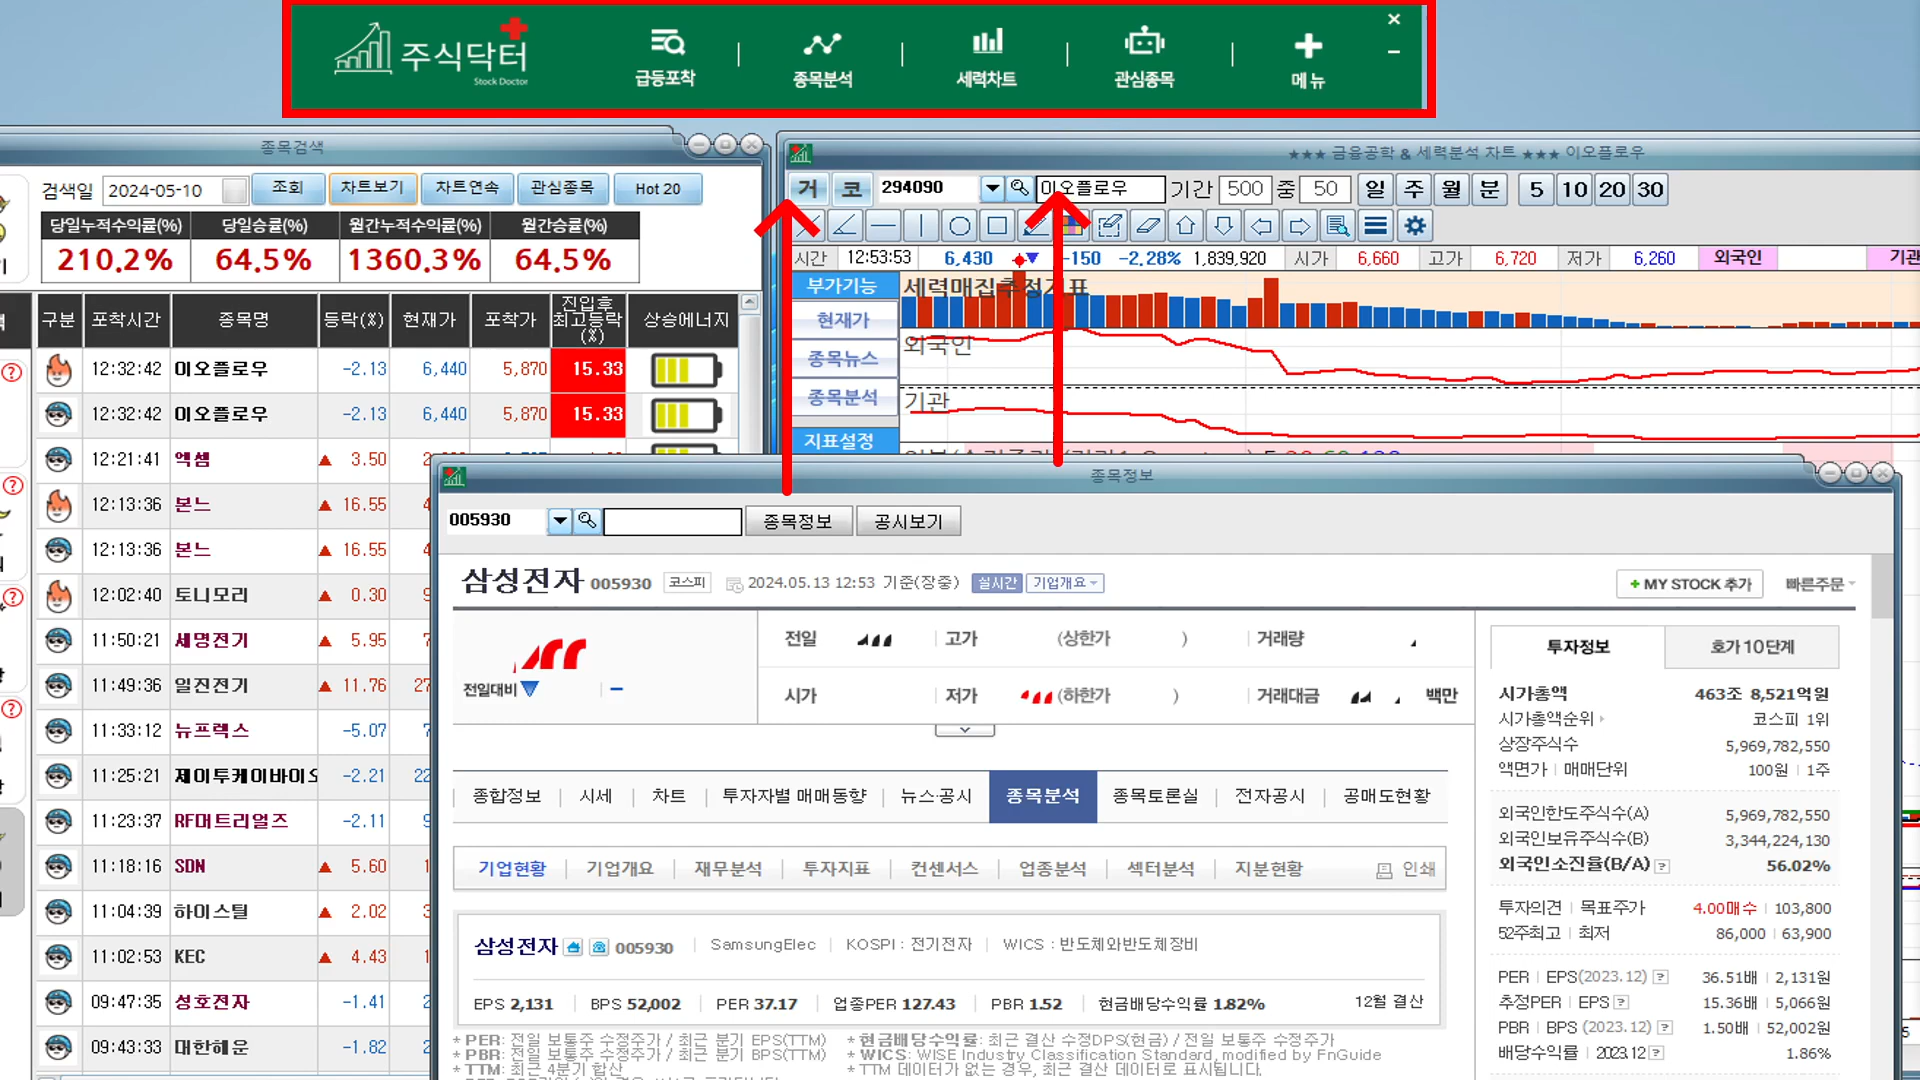 주식닥터
Stock Doctor
급등포착
종목분석
세력차트
관심종목
메뉴
종목검색
검색일 2024-05-10 조회 차트보기 차트연속 관심종목 Hot 20
당일누적수익률(%) 당일승률(%) 월간누적수익률(%) 월간승률(%)
210.2% 64.5% 1360.3% 64.5%
구분 포착시간 종목명 등락(%) 현재가 포착가 진입후 최고등락 (%) 상승에너지
12:32:42 이오플로우 -2.13 6,440 5,870 15.33
12:32:42 이오플로우 -2.13 6,440 5,870 15.33
12:21:41 엑셈 ▲ 3.50
12:13:36 본느 ▲ 16.55
12:13:36 본느 ▲ 16.55
12:02:40 토니모리 ▲ 0.30
11:50:21 세명전기 ▲ 5.95
11:49:36 일진전기 ▲ 11.76
11:33:12 뉴프렉스 -5.07
11:25:21 제이투케이바이오 -2.21
11:23:37 RF머트리얼즈 -2.11
11:18:16 SDN ▲ 5.60
11:04:39 하이스틸 ▲ 2.02
11:02:53 KEC ▲ 4.43
09:47:35 성호전자 -1.41
09:43:33 대한해운 -1.82
★★★ 금융공학 & 세력분석 차트 ★★★ 이오플로우
거 코 294090 이오플로우 기간 500 중 50 일 주 월 분 5 10 20 30
시간 12:53:53 6,430 ▼ -150 -2.28% 1,839,920 시가 6,660 고가 6,720 저가 6,260 외국인 기관
부가기능
현재가
종목뉴스
종목분석
지표설정
세력매집추정지표
외국인
기관
종목정보
005930 종목정보 공시보기
삼성전자 005930 코스피 2024.05.13 12:53 기준(장중) 실시간 기업개요
+ MY STOCK 추가 빠른주문
전일대비 ▼ -
전일 고가 (상한가 ) 거래량
시가 저가 (하한가 ) 거래대금 백만
종합정보 시세 차트 투자자별 매매동향 뉴스·공시 종목분석 종목토론실 전자공시 공매도현황
기업현황 기업개요 재무분석 투자지표 컨센서스 업종분석 섹터분석 지분현황 인쇄
삼성전자 005930 SamsungElec KOSPI : 전기전자 WICS : 반도체와반도체장비
EPS 2,131 BPS 52,002 PER 37.17 업종PER 127.43 PBR 1.52 현금배당수익률 1.82% 12월 결산
* PER: 전일 보통주 수정주가 / 최근 분기 EPS(TTM)
* PBR: 전일 보통주 수정주가 / 최근 분기 BPS(TTM)
* TTM: 최근 4분기 합산
* 현금배당수익률: 최근 결산 수정DPS(현금) / 전일 보통주 수정주가
* WICS: WISE Industry Classification Standard, modified by FnGuide
* TTM 데이터가 없는 경우, 최근 결산 데이터로 표시됩니다.
투자정보 호가 10단계
시가총액 463조 8,521억원
시가총액순위 코스피 1위
상장주식수 5,969,782,550
액면가 | 매매단위 100원 | 1주
외국인한도주식수(A) 5,969,782,550
외국인보유주식수(B) 3,344,224,130
외국인소진율(B/A) ? 56.02%
투자의견 | 목표주가 4.00매수 | 103,800
52주최고 | 최저 86,000 | 63,900
PER | EPS(2023.12) ? 36.51배 | 2,131원
추정PER | EPS ? 15.36배 | 5,066원
PBR | BPS (2023.12) ? 1.50배 | 52,002원
배당수익률 | 2023.12 ? 1.86%